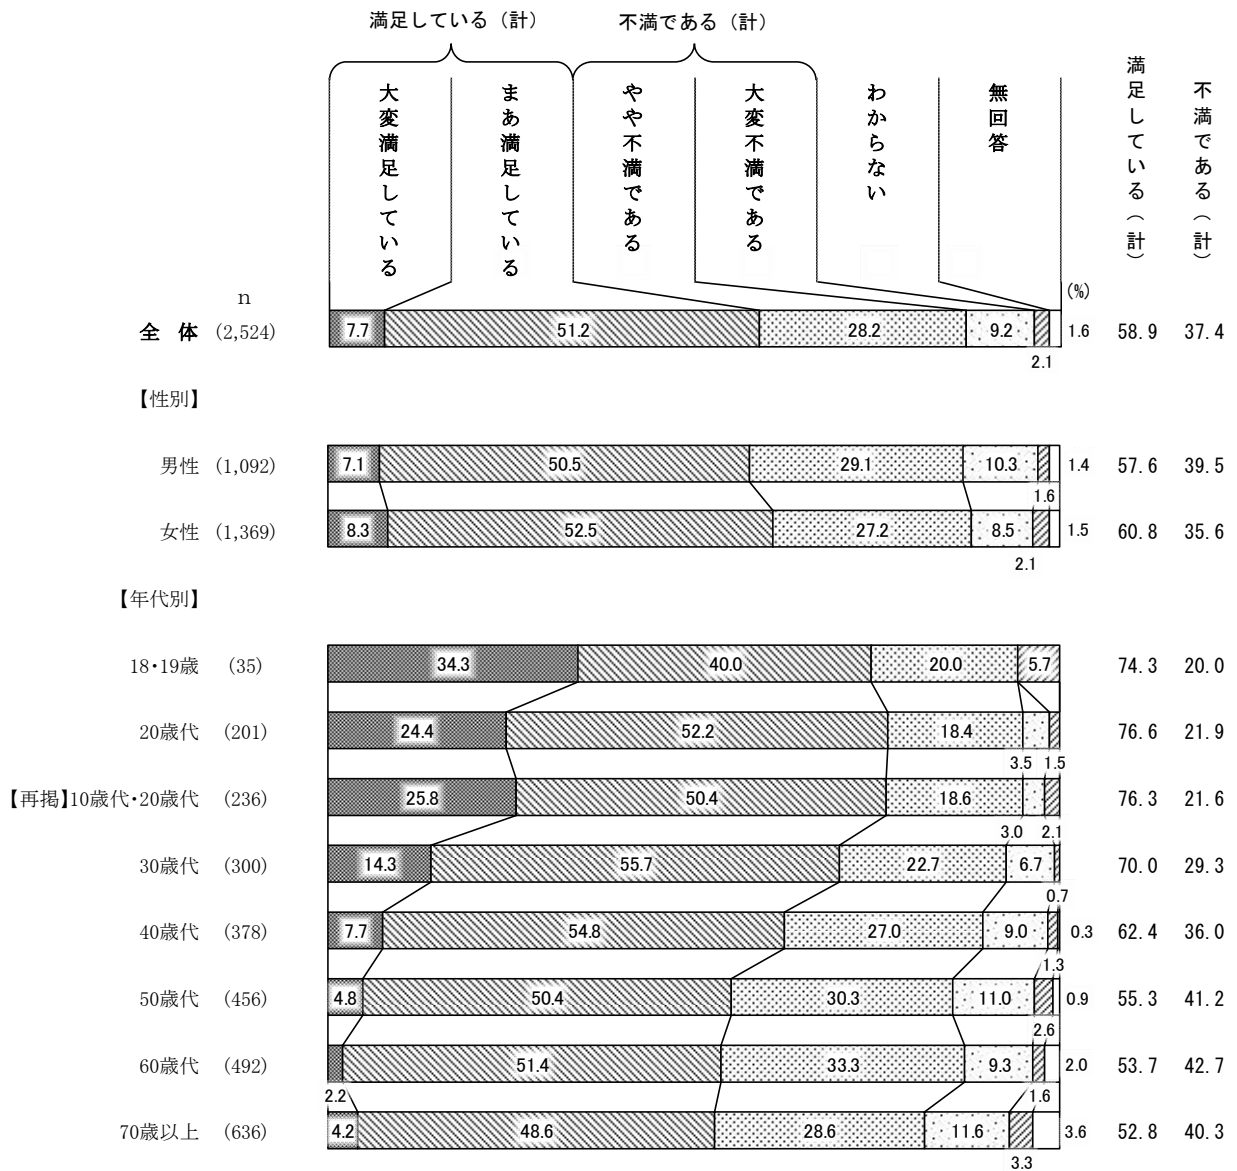 満足している（計）　不満である（計）
大変満足している
まあ満足している
やや不満である
大変不満である
わからない
無回答
満足している（計）
不満である（計）
n
(%)
全　体 (2,524) 7.7 51.2 28.2 9.2 2.1 1.6 58.9 37.4
【性別】
男性 (1,092) 7.1 50.5 29.1 10.3 1.6 1.4 57.6 39.5
女性 (1,369) 8.3 52.5 27.2 8.5 2.1 1.5 60.8 35.6
【年代別】
18・19歳 (35) 34.3 40.0 20.0 5.7 74.3 20.0
20歳代 (201) 24.4 52.2 18.4 3.5 1.5 76.6 21.9
【再掲】10歳代・20歳代 (236) 25.8 50.4 18.6 3.0 2.1 76.3 21.6
30歳代 (300) 14.3 55.7 22.7 6.7 0.7 70.0 29.3
40歳代 (378) 7.7 54.8 27.0 9.0 1.3 0.3 62.4 36.0
50歳代 (456) 4.8 50.4 30.3 11.0 2.6 0.9 55.3 41.2
60歳代 (492) 2.2 51.4 33.3 9.3 1.6 2.0 53.7 42.7
70歳以上 (636) 4.2 48.6 28.6 11.6 3.3 3.6 52.8 40.3